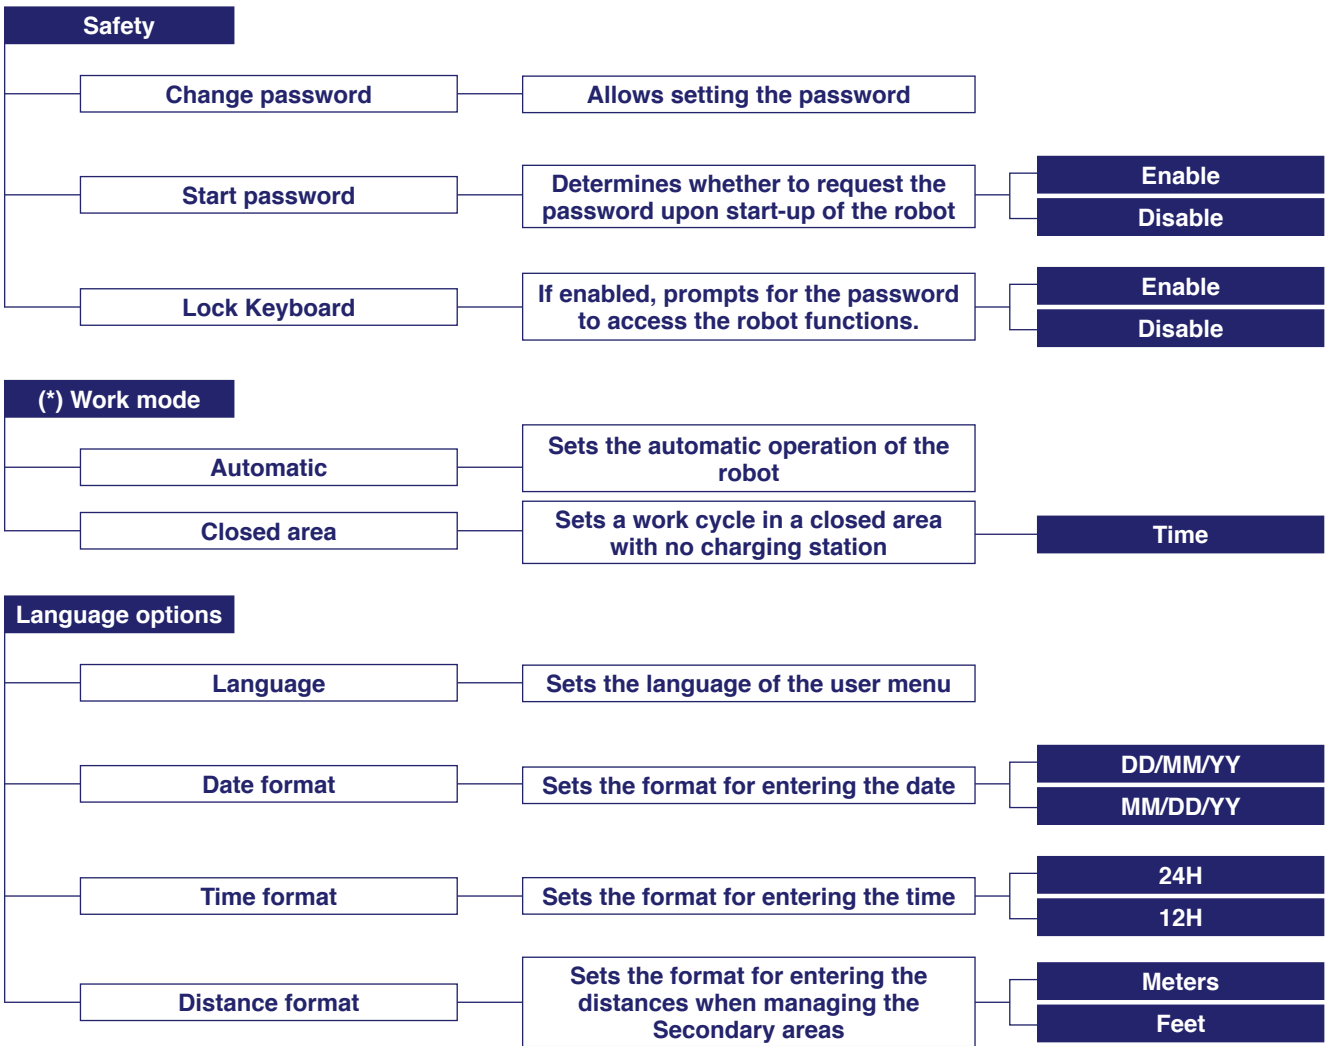 Safety
Change password
Allows setting the password
Start password
Determines whether to request the
password upon start-up of the robot
Enable
Disable
Lock Keyboard
If enabled, prompts for the password
to access the robot functions.
Enable
Disable
(*) Work mode
Automatic
Sets the automatic operation of the
robot
Closed area
Sets a work cycle in a closed area
with no charging station
Time
Language options
Language
Sets the language of the user menu
Date format
Sets the format for entering the date
DD/MM/YY
MM/DD/YY
Time format
Sets the format for entering the time
24H
12H
Distance format
Sets the format for entering the
distances when managing the
Secondary areas
Meters
Feet